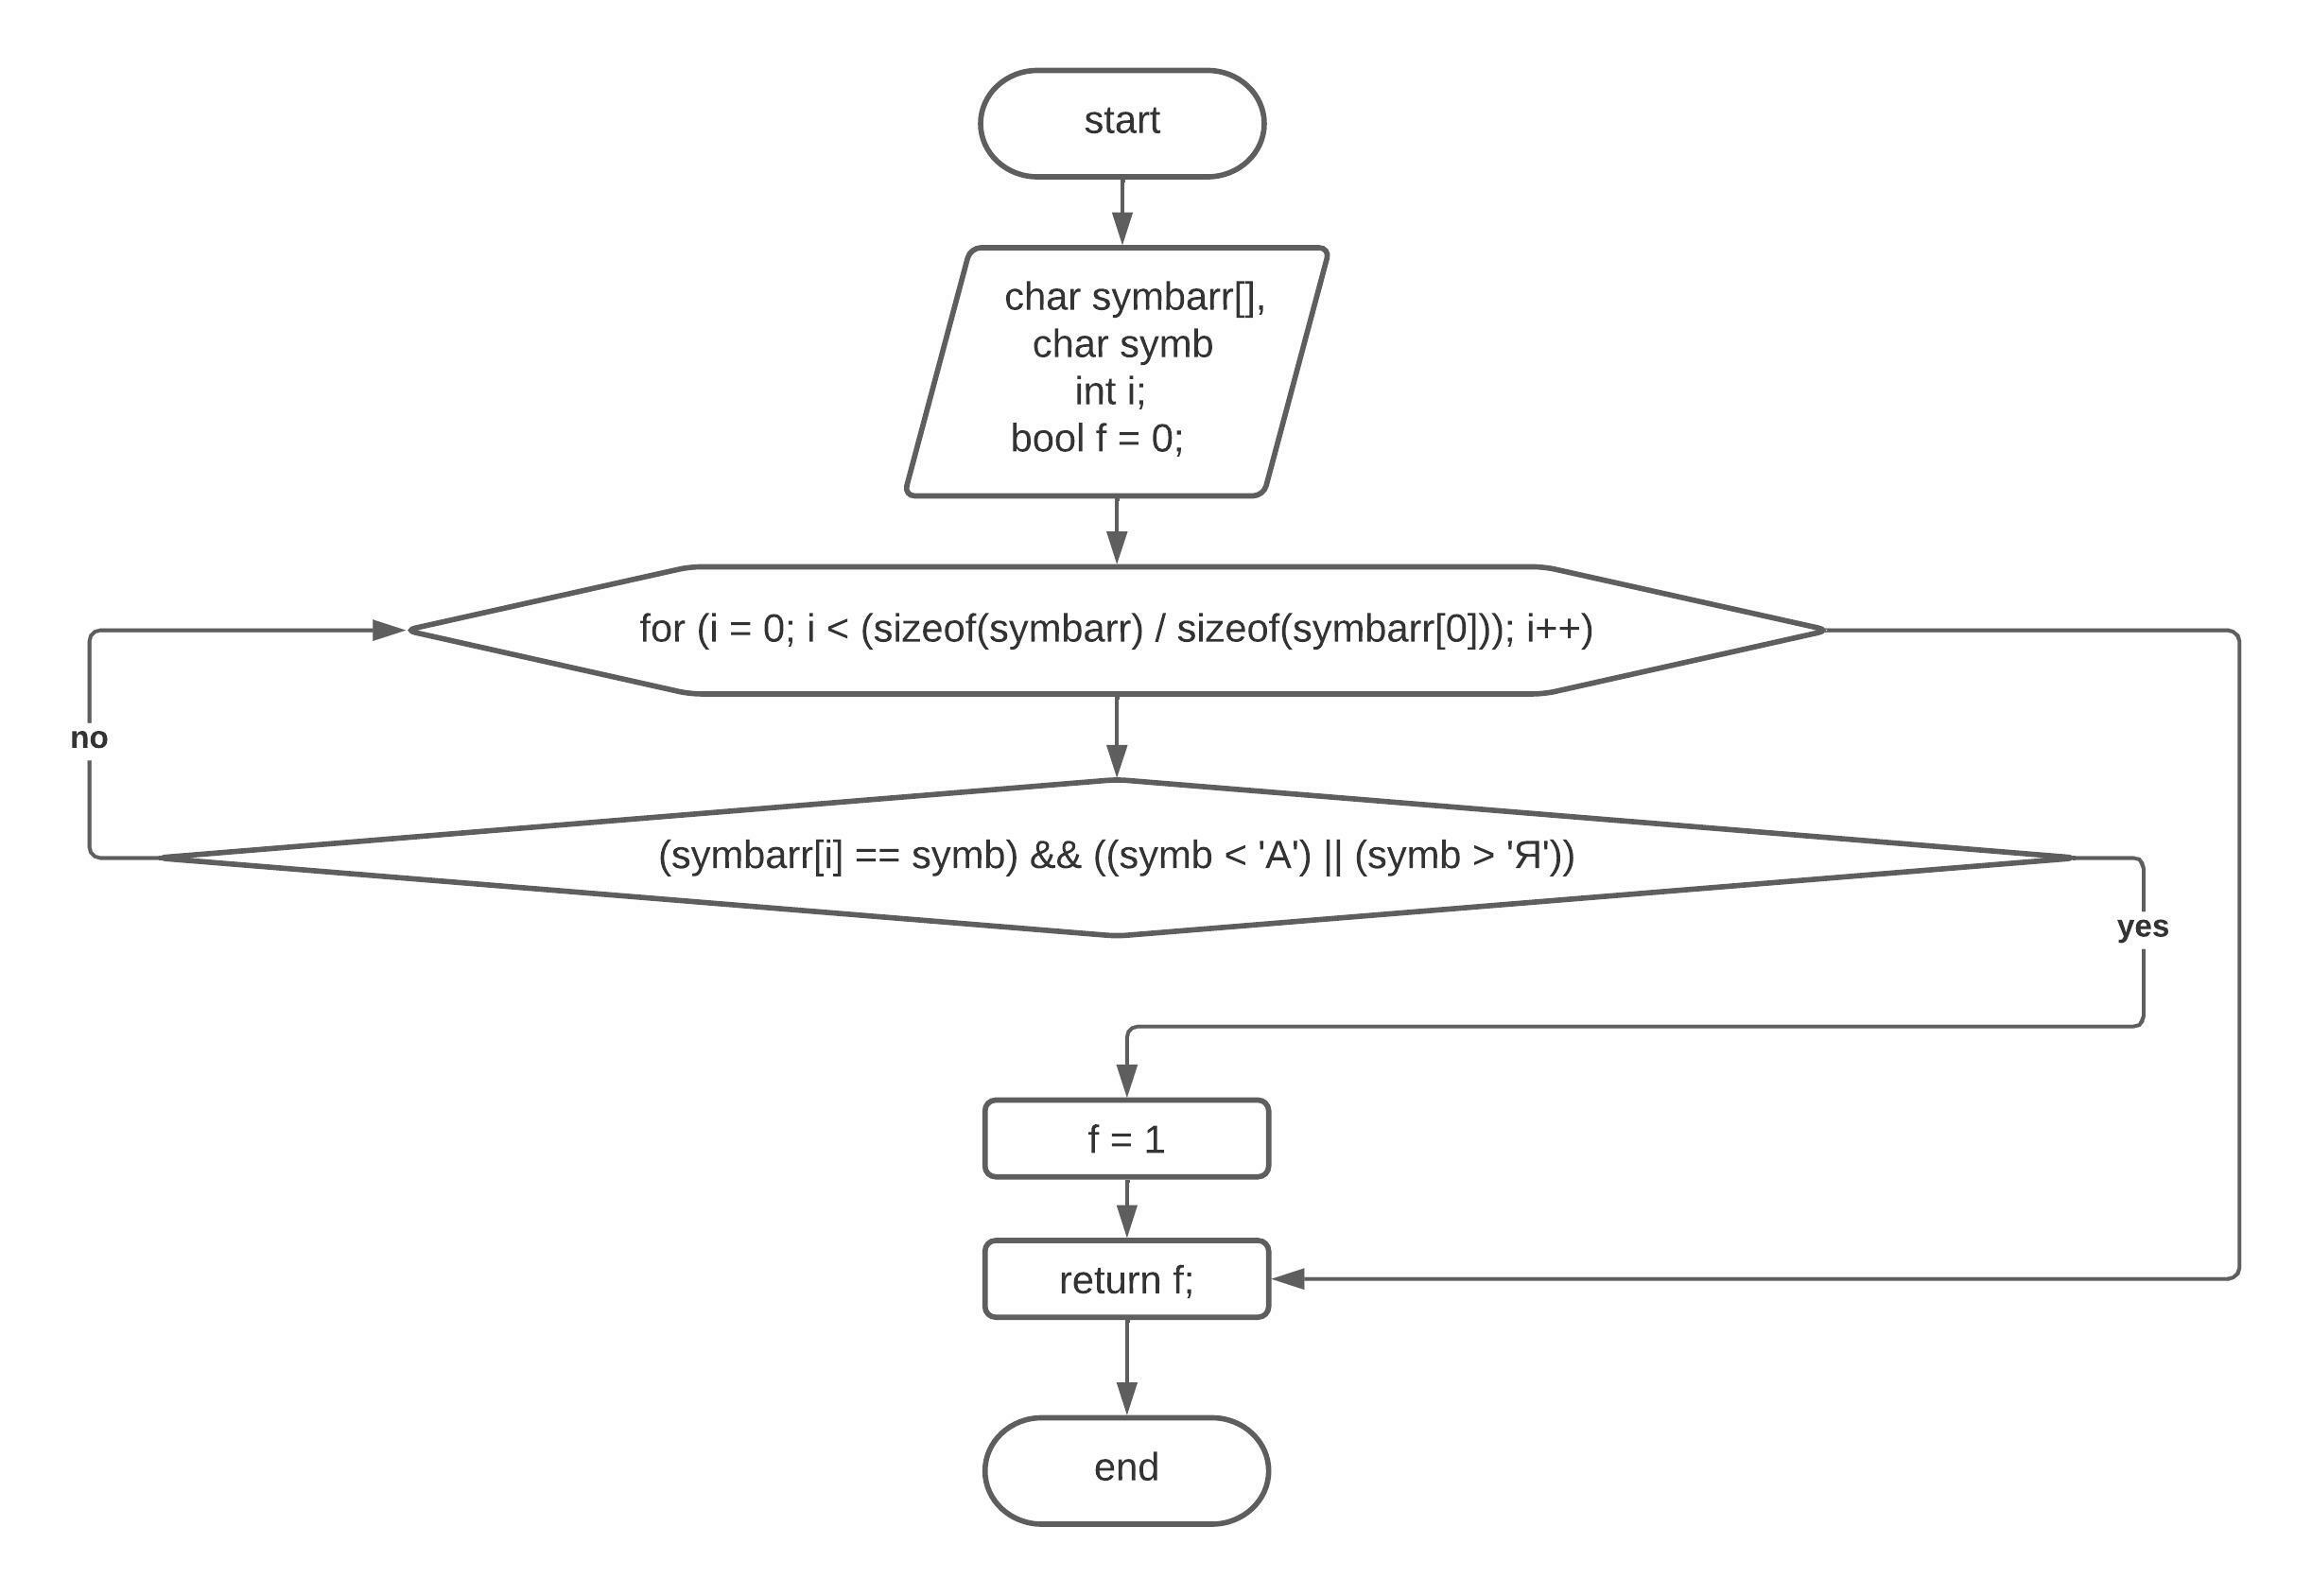 start
char symbarr[],
char symb
int i;
bool f = 0;
for (i = 0; i < (sizeof(symbarr) / sizeof(symbarr[0])); i++)
no
(symbarr[i] == symb) && ((symb < 'А') || (symb > 'Я'))
yes
f = 1
return f;
end